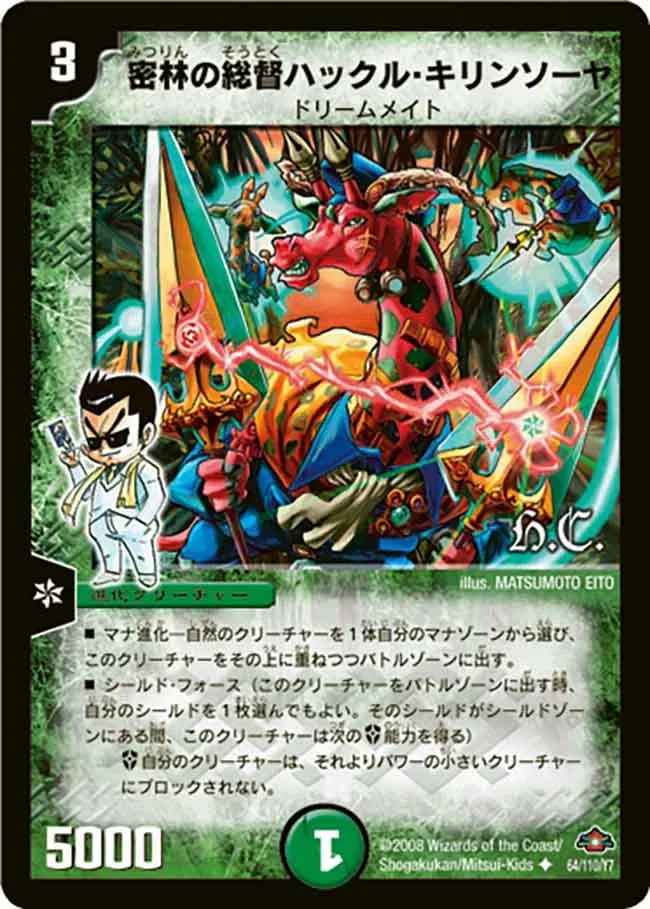 3
みつりん そうとく
密林の総督ハックル・キリンソーヤ
ドリームメイト
H.C.
illus. MATSUMOTO EITO
進化クリーチャー
■ マナ進化―自然のクリーチャーを1体自分のマナゾーンから選び、
このクリーチャーをその上に重ねつつバトルゾーンに出す。
■ シールド・フォース(このクリーチャーをバトルゾーンに出す時、
自分のシールドを1枚選んでもよい。そのシールドがシールドゾ
ーンにある間、このクリーチャーは次の能力を得る)
自分のクリーチャーは、それよりパワーの小さいクリーチャー
にブロックされない。
5000
1
©2008 Wizards of the Coast/
Shogakukan/Mitsui-Kids
64/110/Y7